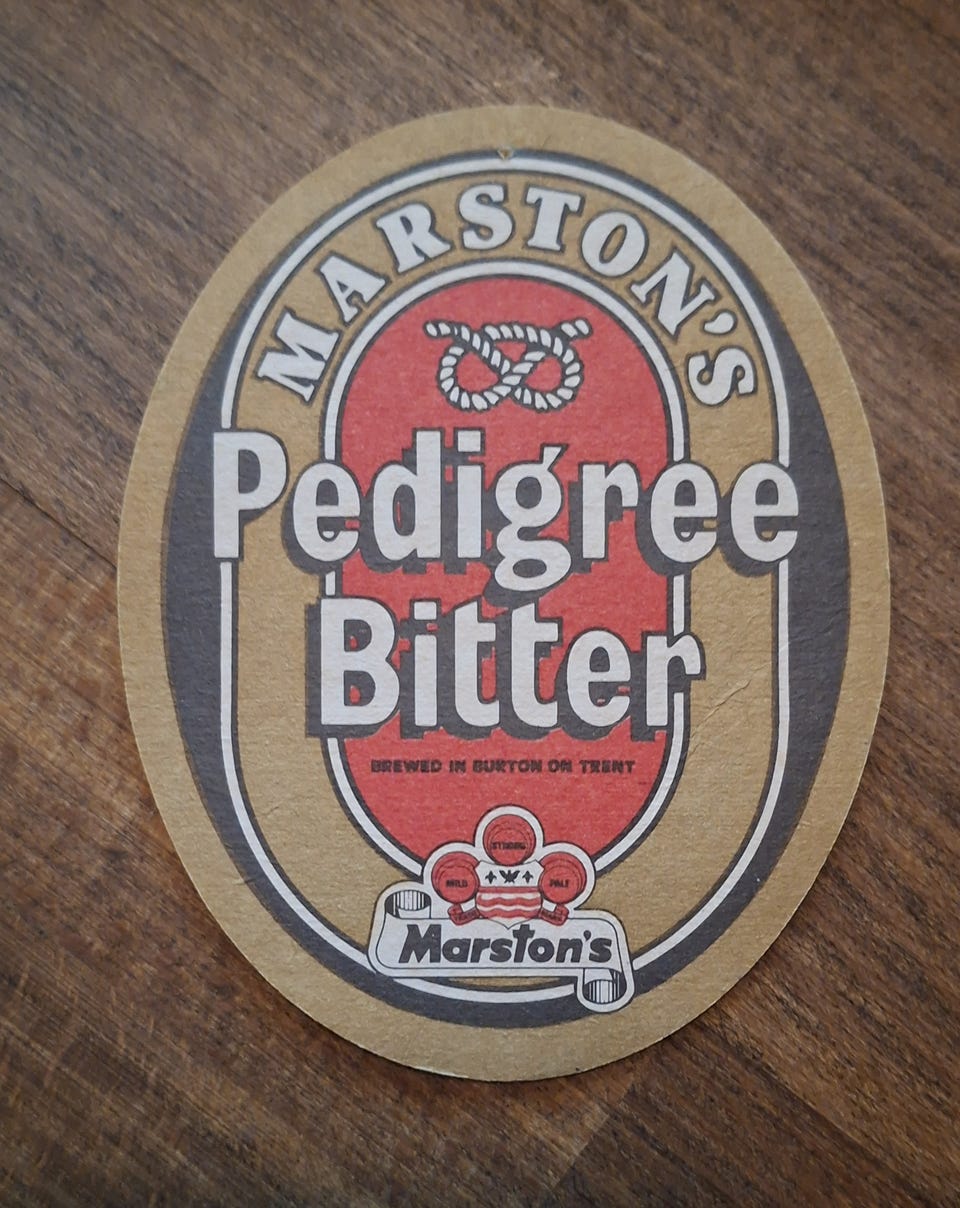 MARSTON'S
Pedigree
Bitter
BREWED IN BURTON ON TRENT
STRONG
MILD PALE
Marston's